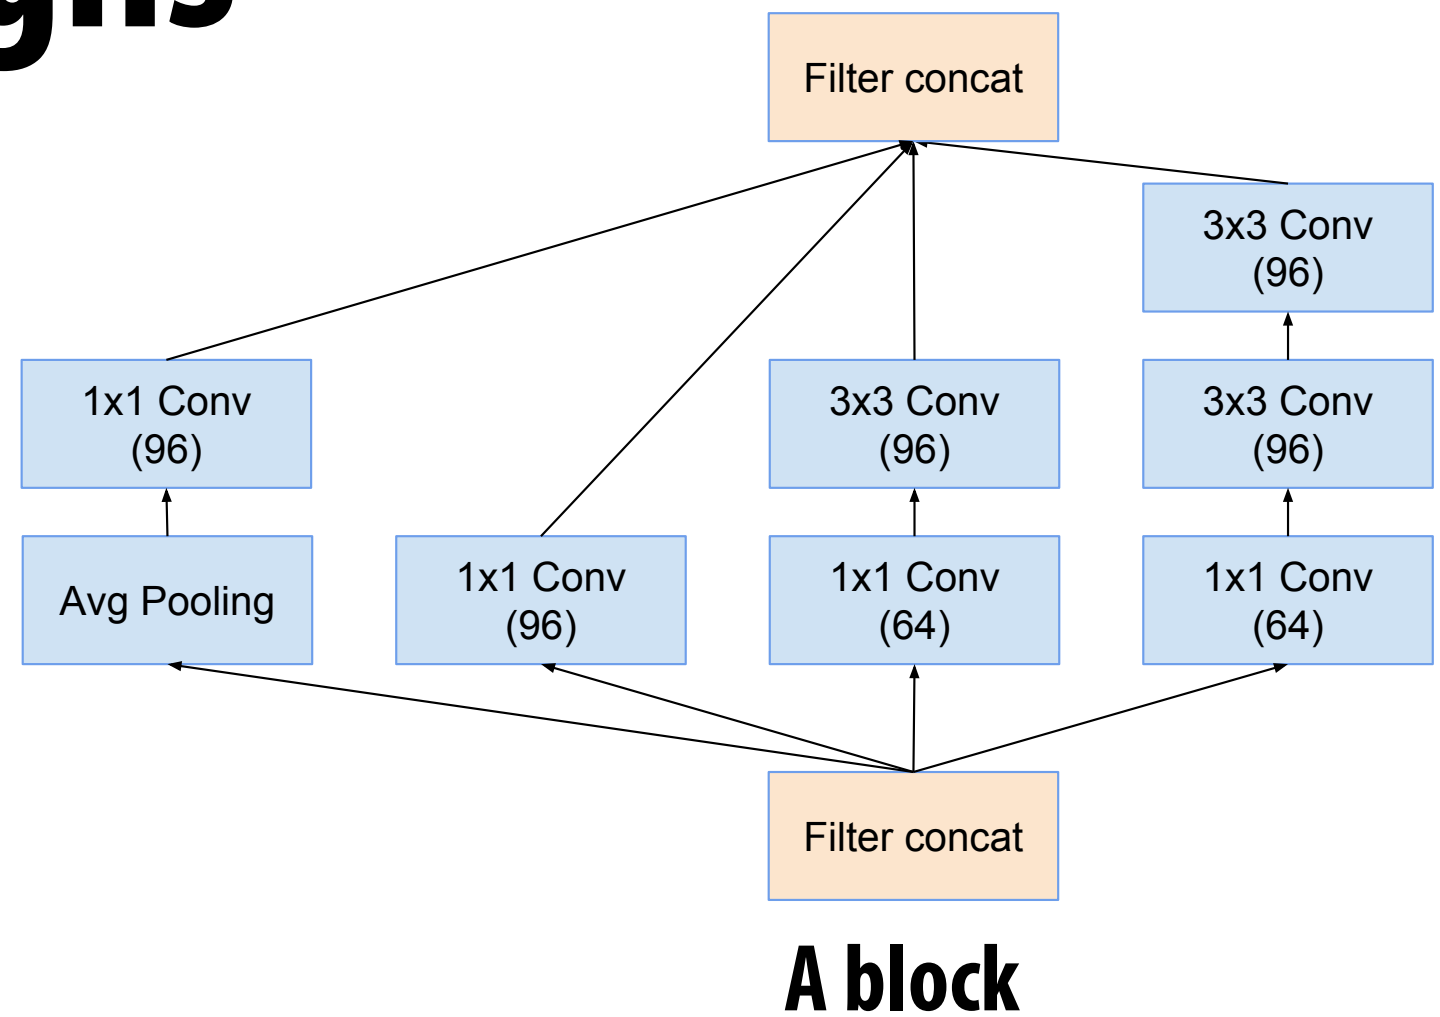 Filter concat
3x3 Conv
(96)
1x1 Conv
(96)
3x3 Conv
(96)
3x3 Conv
(96)
Avg Pooling
1x1 Conv
(96)
1x1 Conv
(64)
1x1 Conv
(64)
Filter concat
A block